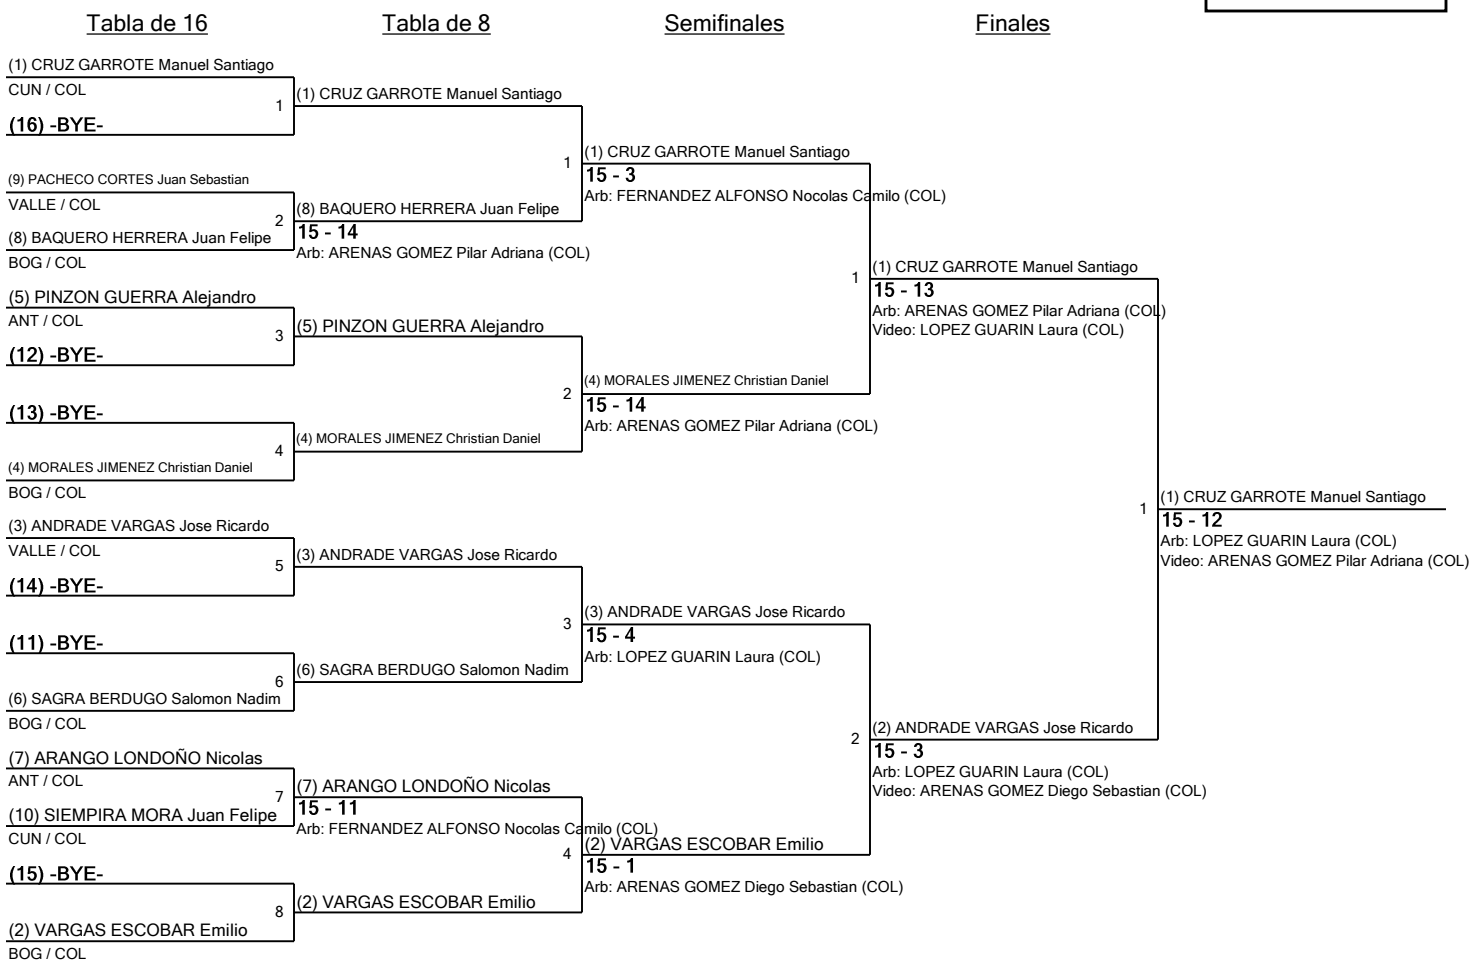 Tabla de 16
Tabla de 8
Semifinales
Finales
(1) CRUZ GARROTE Manuel Santiago
CUN / COL
1
(16) -BYE-
(9) PACHECO CORTES Juan Sebastian
VALLE / COL
2
(8) BAQUERO HERRERA Juan Felipe
BOG / COL
(5) PINZON GUERRA Alejandro
ANT / COL
3
(12) -BYE-
(13) -BYE-
4
(4) MORALES JIMENEZ Christian Daniel
BOG / COL
(3) ANDRADE VARGAS Jose Ricardo
VALLE / COL
5
(14) -BYE-
(11) -BYE-
6
(6) SAGRA BERDUGO Salomon Nadim
BOG / COL
(7) ARANGO LONDOÑO Nicolas
ANT / COL
7
(10) SIEMPIRA MORA Juan Felipe
CUN / COL
(15) -BYE-
8
(2) VARGAS ESCOBAR Emilio
BOG / COL
(1) CRUZ GARROTE Manuel Santiago
1
(8) BAQUERO HERRERA Juan Felipe
15 - 14
Arb: ARENAS GOMEZ Pilar Adriana (COL)
(5) PINZON GUERRA Alejandro
2
(4) MORALES JIMENEZ Christian Daniel
(3) ANDRADE VARGAS Jose Ricardo
3
(6) SAGRA BERDUGO Salomon Nadim
(7) ARANGO LONDOÑO Nicolas
15 - 11
Arb: FERNANDEZ ALFONSO Nocolas Camilo (COL)
4
(2) VARGAS ESCOBAR Emilio
(1) CRUZ GARROTE Manuel Santiago
15 - 3
Arb: FERNANDEZ ALFONSO Nocolas Camilo (COL)
1
(4) MORALES JIMENEZ Christian Daniel
15 - 14
Arb: ARENAS GOMEZ Pilar Adriana (COL)
(3) ANDRADE VARGAS Jose Ricardo
15 - 4
Arb: LOPEZ GUARIN Laura (COL)
2
(2) VARGAS ESCOBAR Emilio
15 - 1
Arb: ARENAS GOMEZ Diego Sebastian (COL)
(1) CRUZ GARROTE Manuel Santiago
15 - 13
Arb: ARENAS GOMEZ Pilar Adriana (COL)
Video: LOPEZ GUARIN Laura (COL)
1
(2) ANDRADE VARGAS Jose Ricardo
15 - 3
Arb: LOPEZ GUARIN Laura (COL)
Video: ARENAS GOMEZ Diego Sebastian (COL)
(1) CRUZ GARROTE Manuel Santiago
15 - 12
Arb: LOPEZ GUARIN Laura (COL)
Video: ARENAS GOMEZ Pilar Adriana (COL)